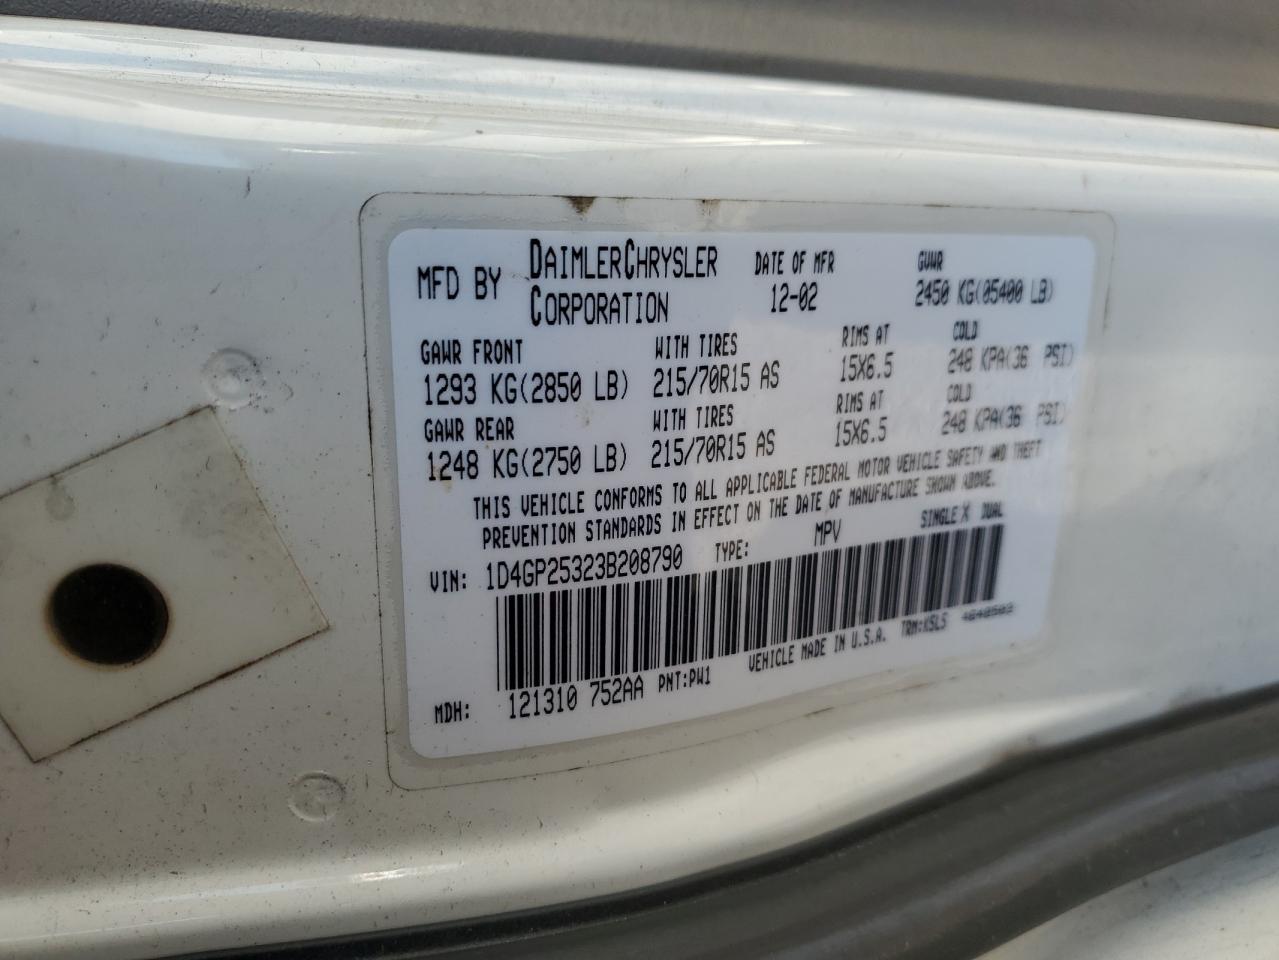 MFD BY DAIMLERCHRYSLER CORPORATION DATE OF MFR 12-02 GVWR 2450 KG(05400 LB)
GAWR FRONT WITH TIRES RIMS AT COLD
1293 KG(2850 LB) 215/70R15 AS 15X6.5 248 KPA(36 PSI)
GAWR REAR WITH TIRES RIMS AT COLD
1248 KG(2750 LB) 215/70R15 AS 15X6.5 248 KPA(36 PSI)
THIS VEHICLE CONFORMS TO ALL APPLICABLE FEDERAL MOTOR VEHICLE SAFETY AND THEFT
PREVENTION STANDARDS IN EFFECT ON THE DATE OF MANUFACTURE SHOWN ABOVE.
VIN: 1D4GP25323B208790 TYPE: MPV SINGLE X DUAL
MDH: 121310 752AA PNT:PW1 VEHICLE MADE IN U.S.A. TRM:K5L5